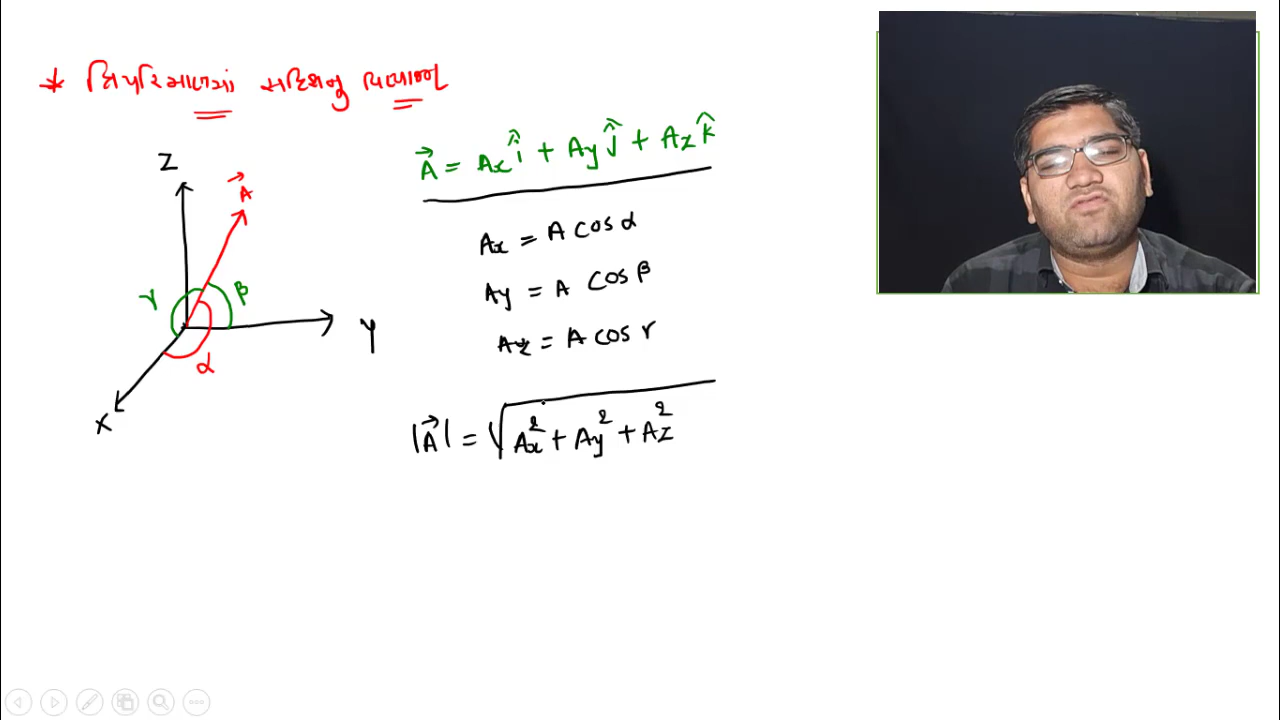 * ત્રિપરિમાણમાં સદિશનું વિભાજન
Z
A⃗
A⃗ = Ax î + Ay ĵ + Az k̂
Ax = A cos α
Ay = A cos β
Az = A cos γ
γ
β
Y
α
X
|A⃗| = √(Ax² + Ay² + Az²)